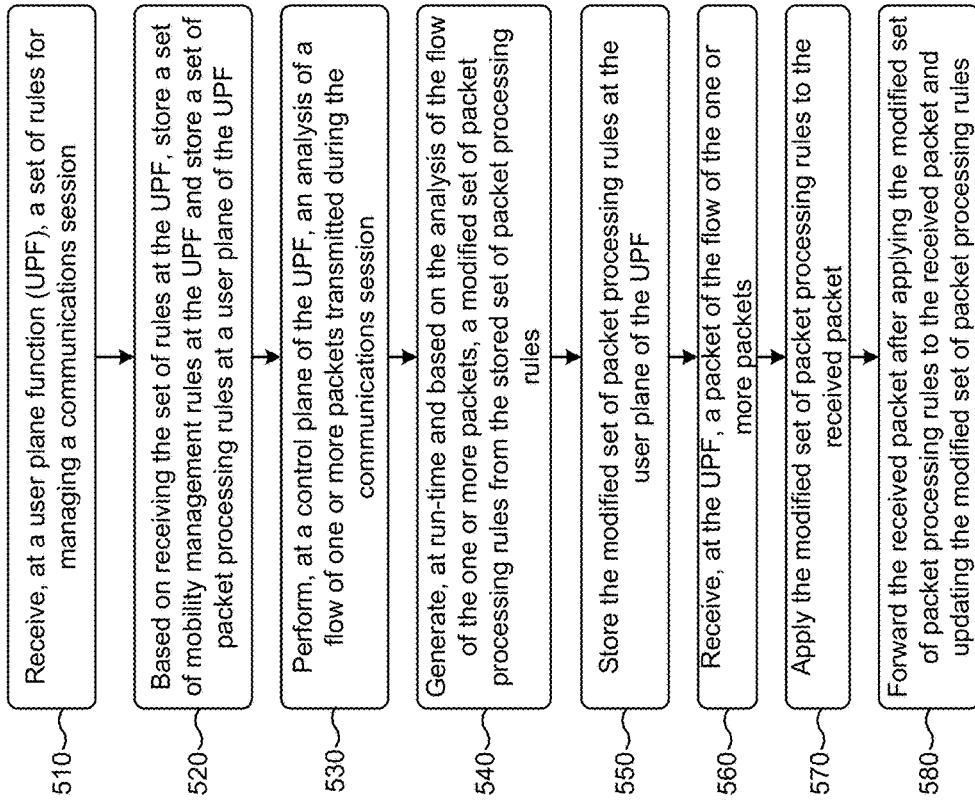 510
Receive, at a user plane function (UPF), a set of rules for
managing a communications session
520
Based on receiving the set of rules at the UPF, store a set
of mobility management rules at the UPF and store a set of
packet processing rules at a user plane of the UPF
530
Perform, at a control plane of the UPF, an analysis of a
flow of one or more packets transmitted during the
communications session
540
Generate, at run-time and based on the analysis of the flow
of the one or more packets, a modified set of packet
processing rules from the stored set of packet processing
rules
550
Store the modified set of packet processing rules at the
user plane of the UPF
560
Receive, at the UPF, a packet of the flow of the one or
more packets
570
Apply the modified set of packet processing rules to the
received packet
580
Forward the received packet after applying the modified set
of packet processing rules to the received packet and
updating the modified set of packet processing rules